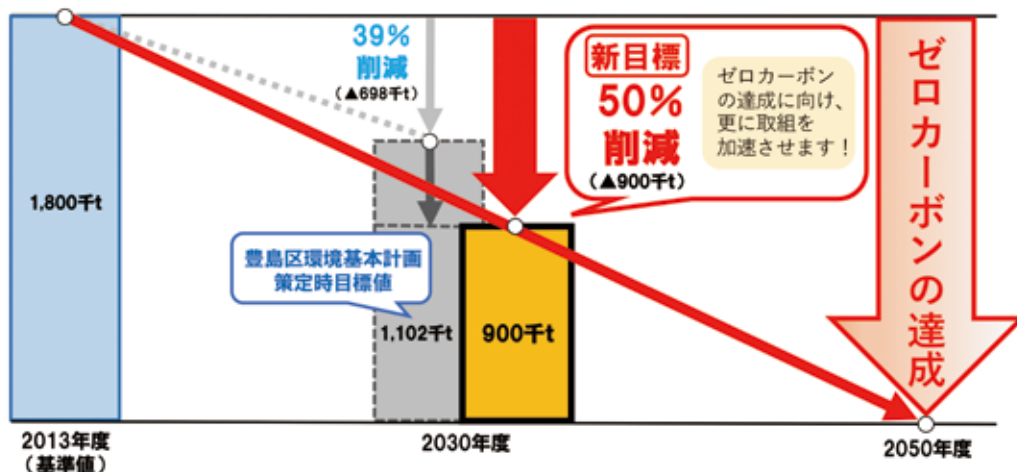 39%
削減
(▲698千t)
新目標
50%
削減
(▲900千t)
ゼロカーボン
の達成に向け、
更に取組を
加速させます！
ゼロカーボンの達成
1,800千t
豊島区環境基本計画
策定時目標値
1,102千t
900千t
2013年度
(基準値)
2030年度
2050年度